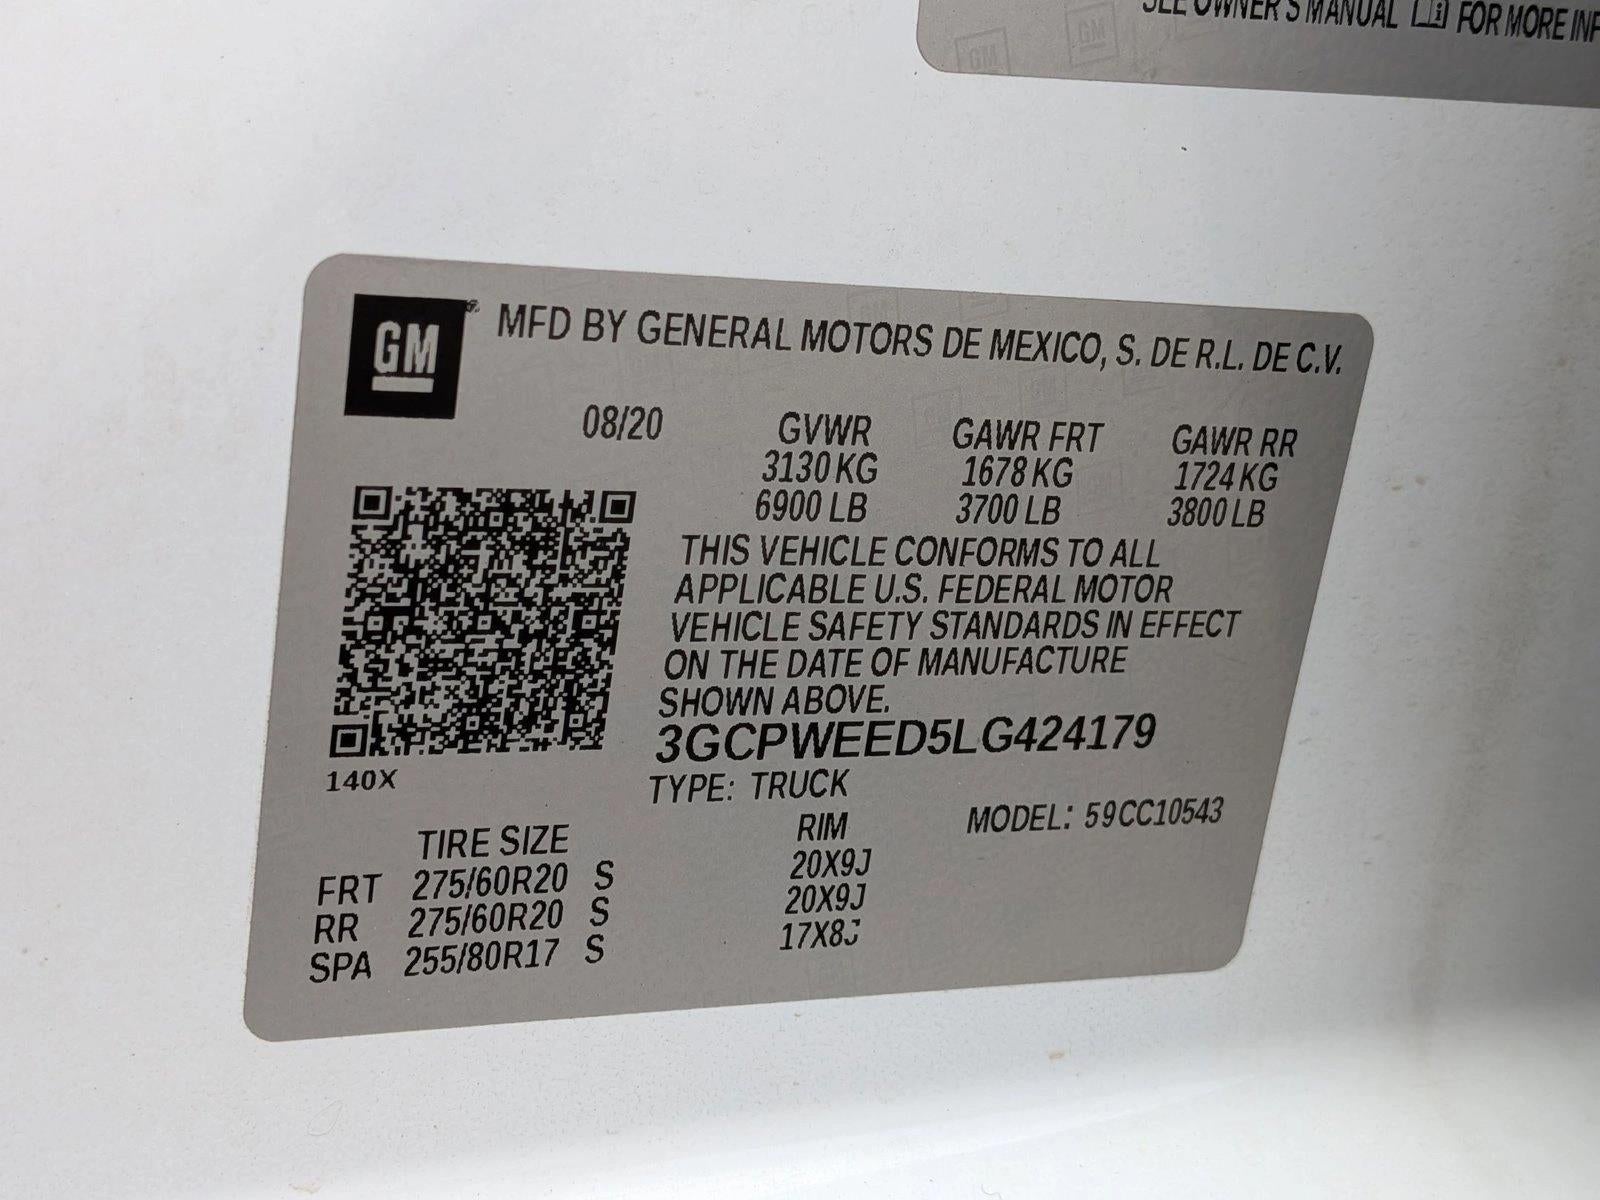 SEE OWNER'S MANUAL FOR MORE INF
GM
MFD BY GENERAL MOTORS DE MEXICO, S. DE R.L. DE C.V.
08/20 GVWR GAWR FRT GAWR RR
3130 KG 1678 KG 1724 KG
6900 LB 3700 LB 3800 LB
THIS VEHICLE CONFORMS TO ALL
APPLICABLE U.S. FEDERAL MOTOR
VEHICLE SAFETY STANDARDS IN EFFECT
ON THE DATE OF MANUFACTURE
SHOWN ABOVE.
3GCPWEED5LG424179
140X
TYPE: TRUCK
MODEL: 59CC10543
TIRE SIZE RIM
FRT 275/60R20 S 20X9J
RR 275/60R20 S 20X9J
SPA 255/80R17 S 17X8J